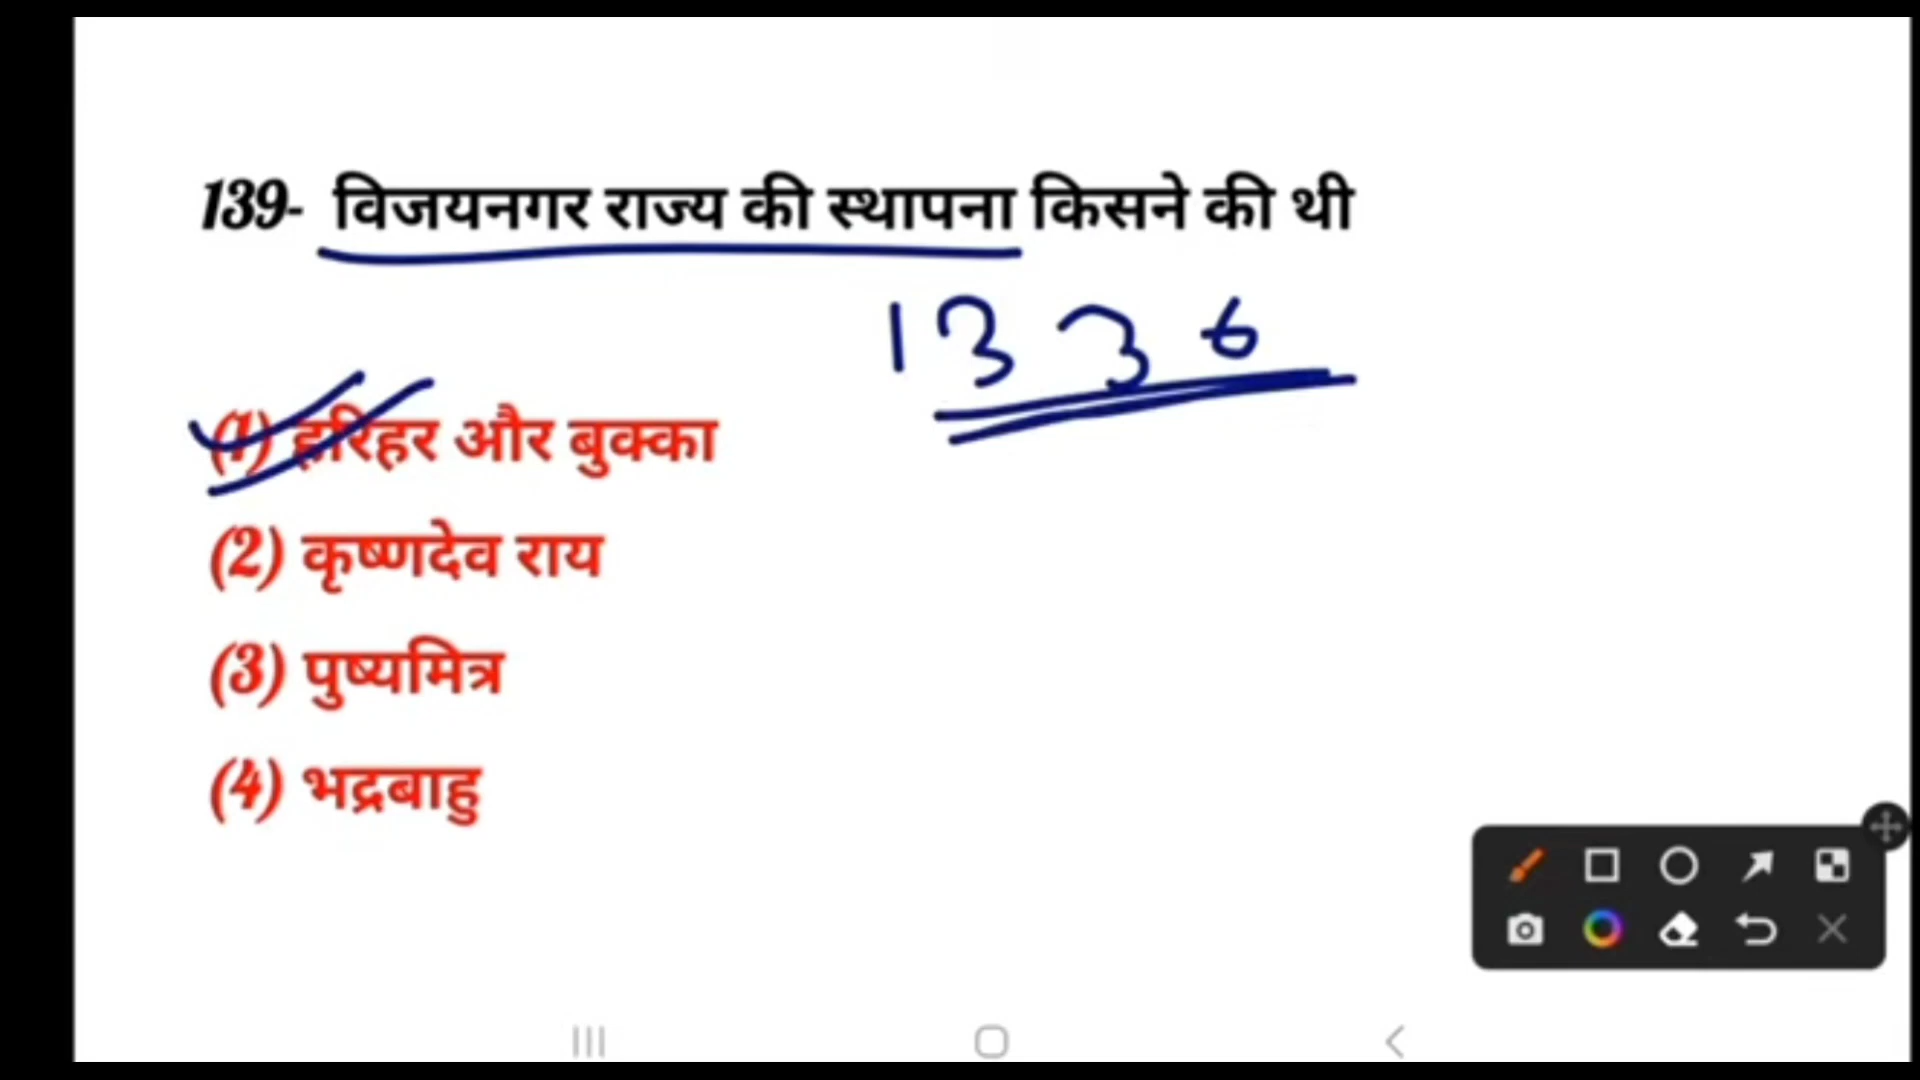 139- विजयनगर राज्य की स्थापना किसने की थी
1336
(1) हरिहर और बुक्का
(2) कृष्णदेव राय
(3) पुष्यमित्र
(4) भद्रबाहु